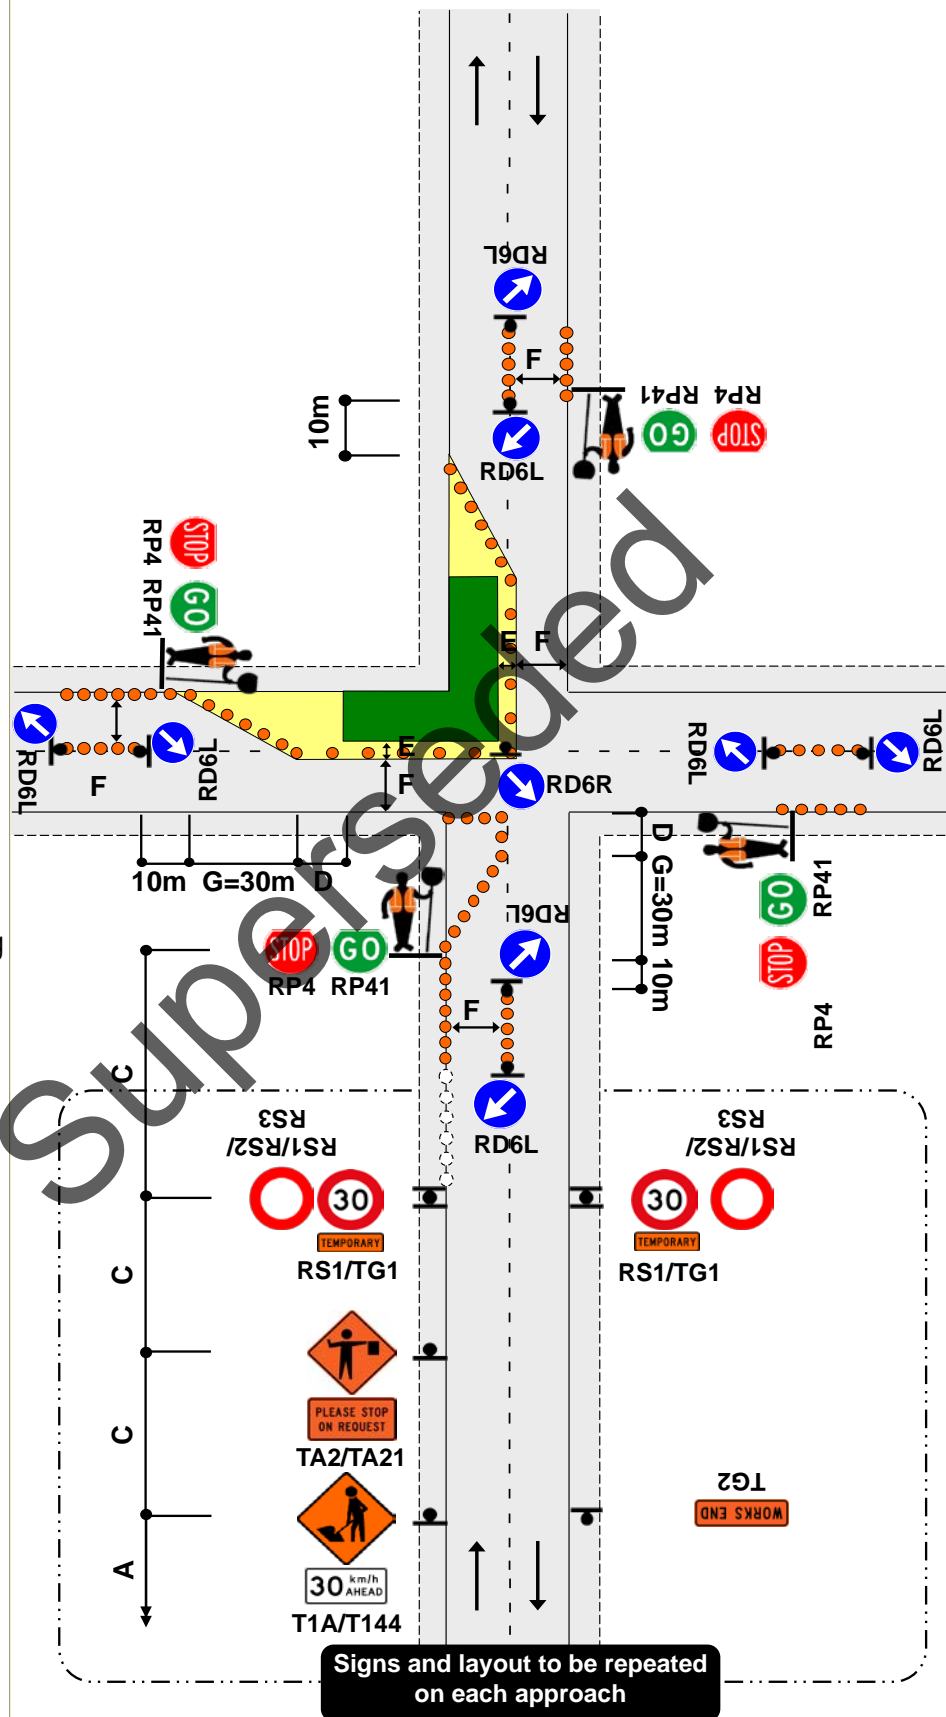 RD6L
F
10m
RP41
RP4
GO
STOP
RD6L
RP4
RP41
STOP
GO
E
F
RD6L
F
RD6L
E
F
RD6R
RD6L
RD6L
10m
G=30m
D
D
G=30m
10m
GO
STOP
RP41
RP4
RD6L
STOP
GO
RP4
RP41
F
RD6L
C
RS1/RS2/
RS3
30
TEMPORARY
RS1/TG1
RS1/RS2/
RS3
30
TEMPORARY
RS1/TG1
C
PLEASE STOP
ON REQUEST
TA2/TA21
C
30 km/h
AHEAD
T1A/T144
TG2
WORKS END
A
Signs and layout to be repeated
on each approach
Superseded